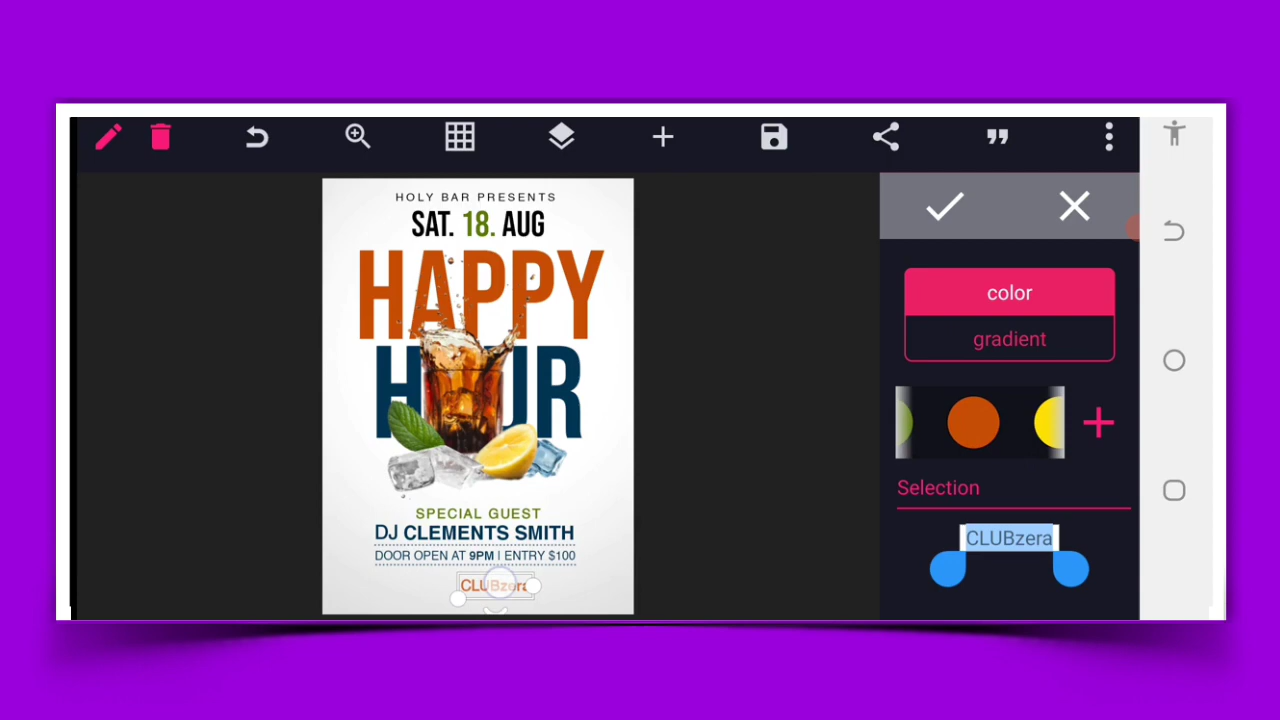 HOLY BAR PRESENTS
SAT. 18. AUG
HAPPY
HOUR
SPECIAL GUEST
DJ CLEMENTS SMITH
DOOR OPEN AT 9PM | ENTRY $100
CLUBzera
color
gradient
Selection
CLUBzera